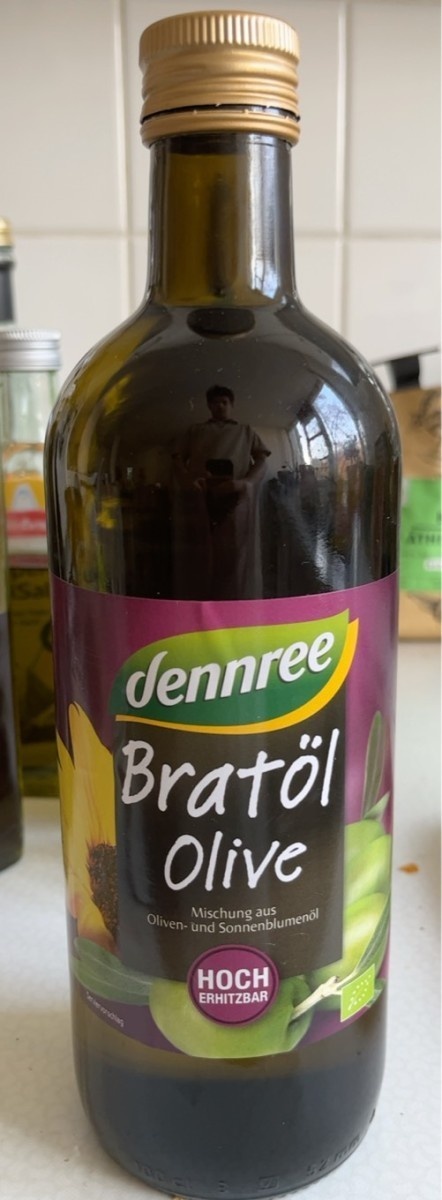 dennree
Bratöl
Olive
Mischung aus
Oliven- und Sonnenblumenöl
HOCH
ERHITZBAR